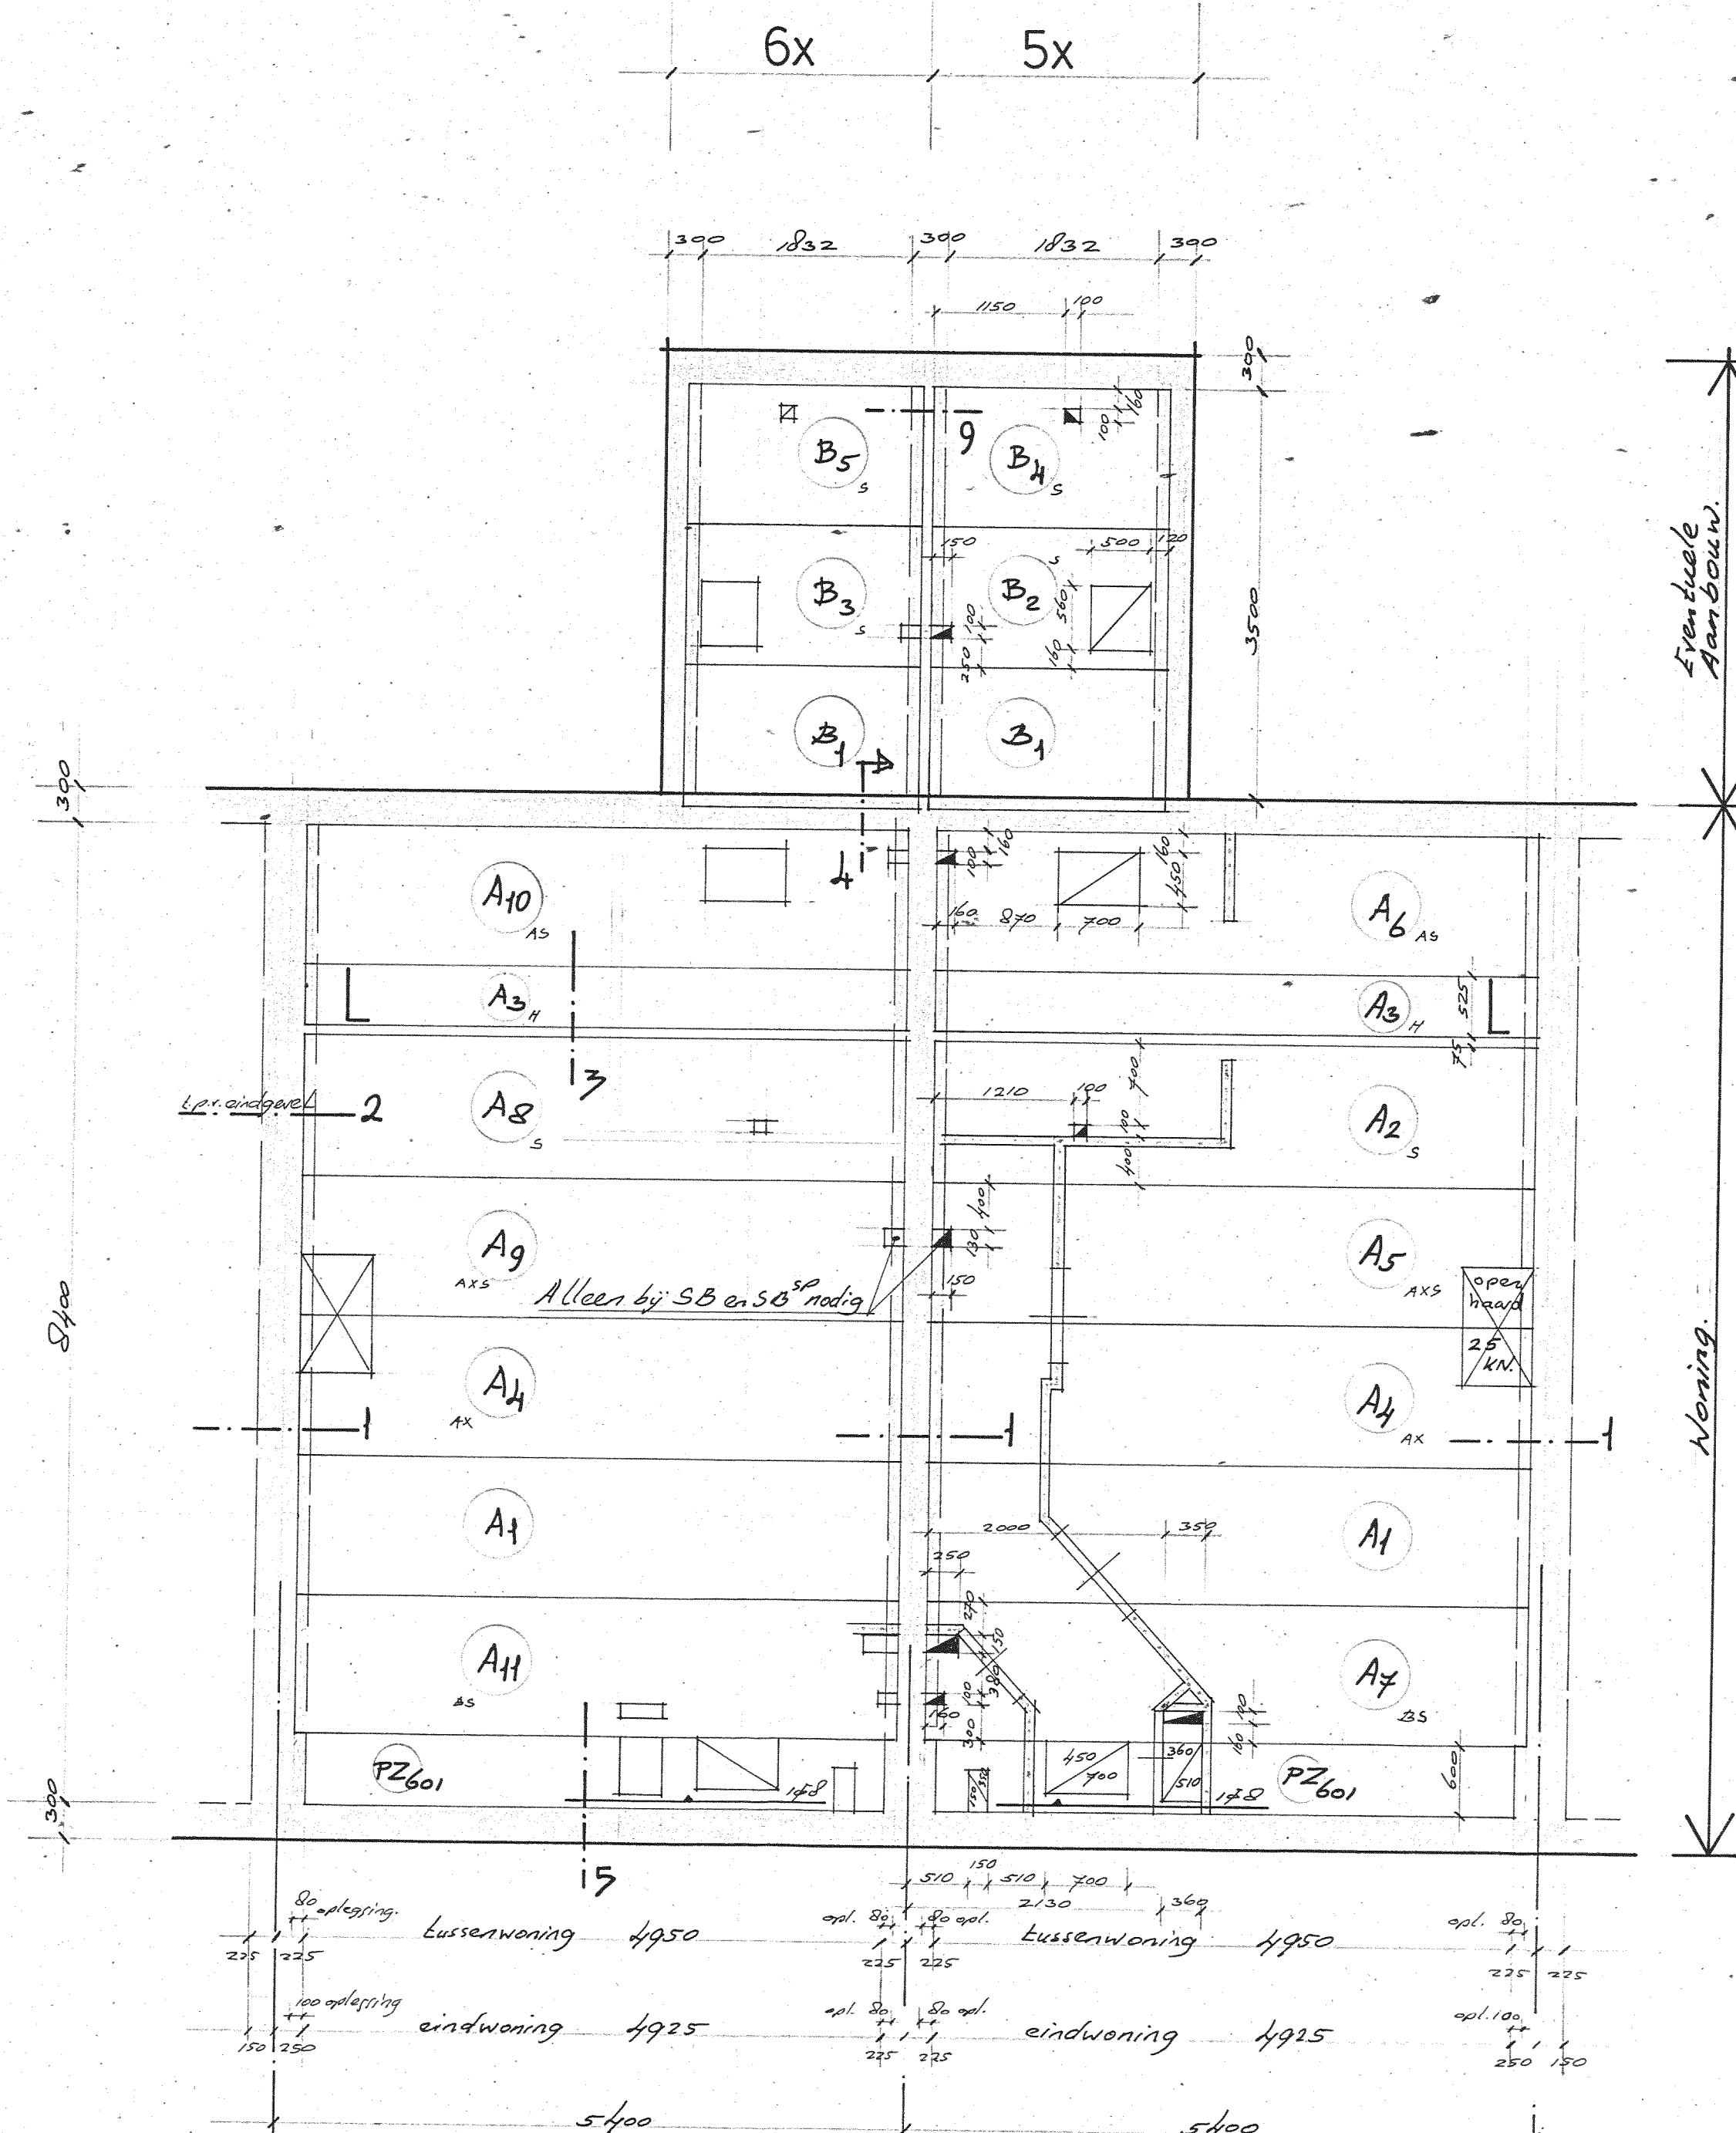 6x 5x
300 1832 300 1832 300
1150 100
300
B5 S
9
B4 S
100 160
150 500 120
B3 S
B2 S
560
100
250
160
3500
Eventuele
Aanbouw.
B1
B1
300
4
A10 AS
100 160
160 450
160 870 700
A6 AS
A3 H
L
A3 H
525
L
75
3
t.p.v. eindgevel 2
A8 S
1210 100
700
100
400
A2 S
A9 AXS
400
130
150
A5 AXS
Alleen bij SB en SB SP nodig
open
haard
25
KN.
8400
Woning.
A4 AX
A4 AX
1 1 1
A1
2000 350
A1
250
270
150
A11 BS
380
100
160
300
A7 BS
100
160
PZ601
1ø8
150
350
450
700
360
510
1ø8
PZ601
600
300
5
150
510 510 700
2130 360
80 oplegging. opl. 80 80 opl. opl. 80
tussenwoning 4950 tussenwoning 4950
225 225 225 225 225 225
100 oplegging opl. 80 80 opl. opl. 100
eindwoning 4925 eindwoning 4925
150 250 225 225 250 150
5400 5400